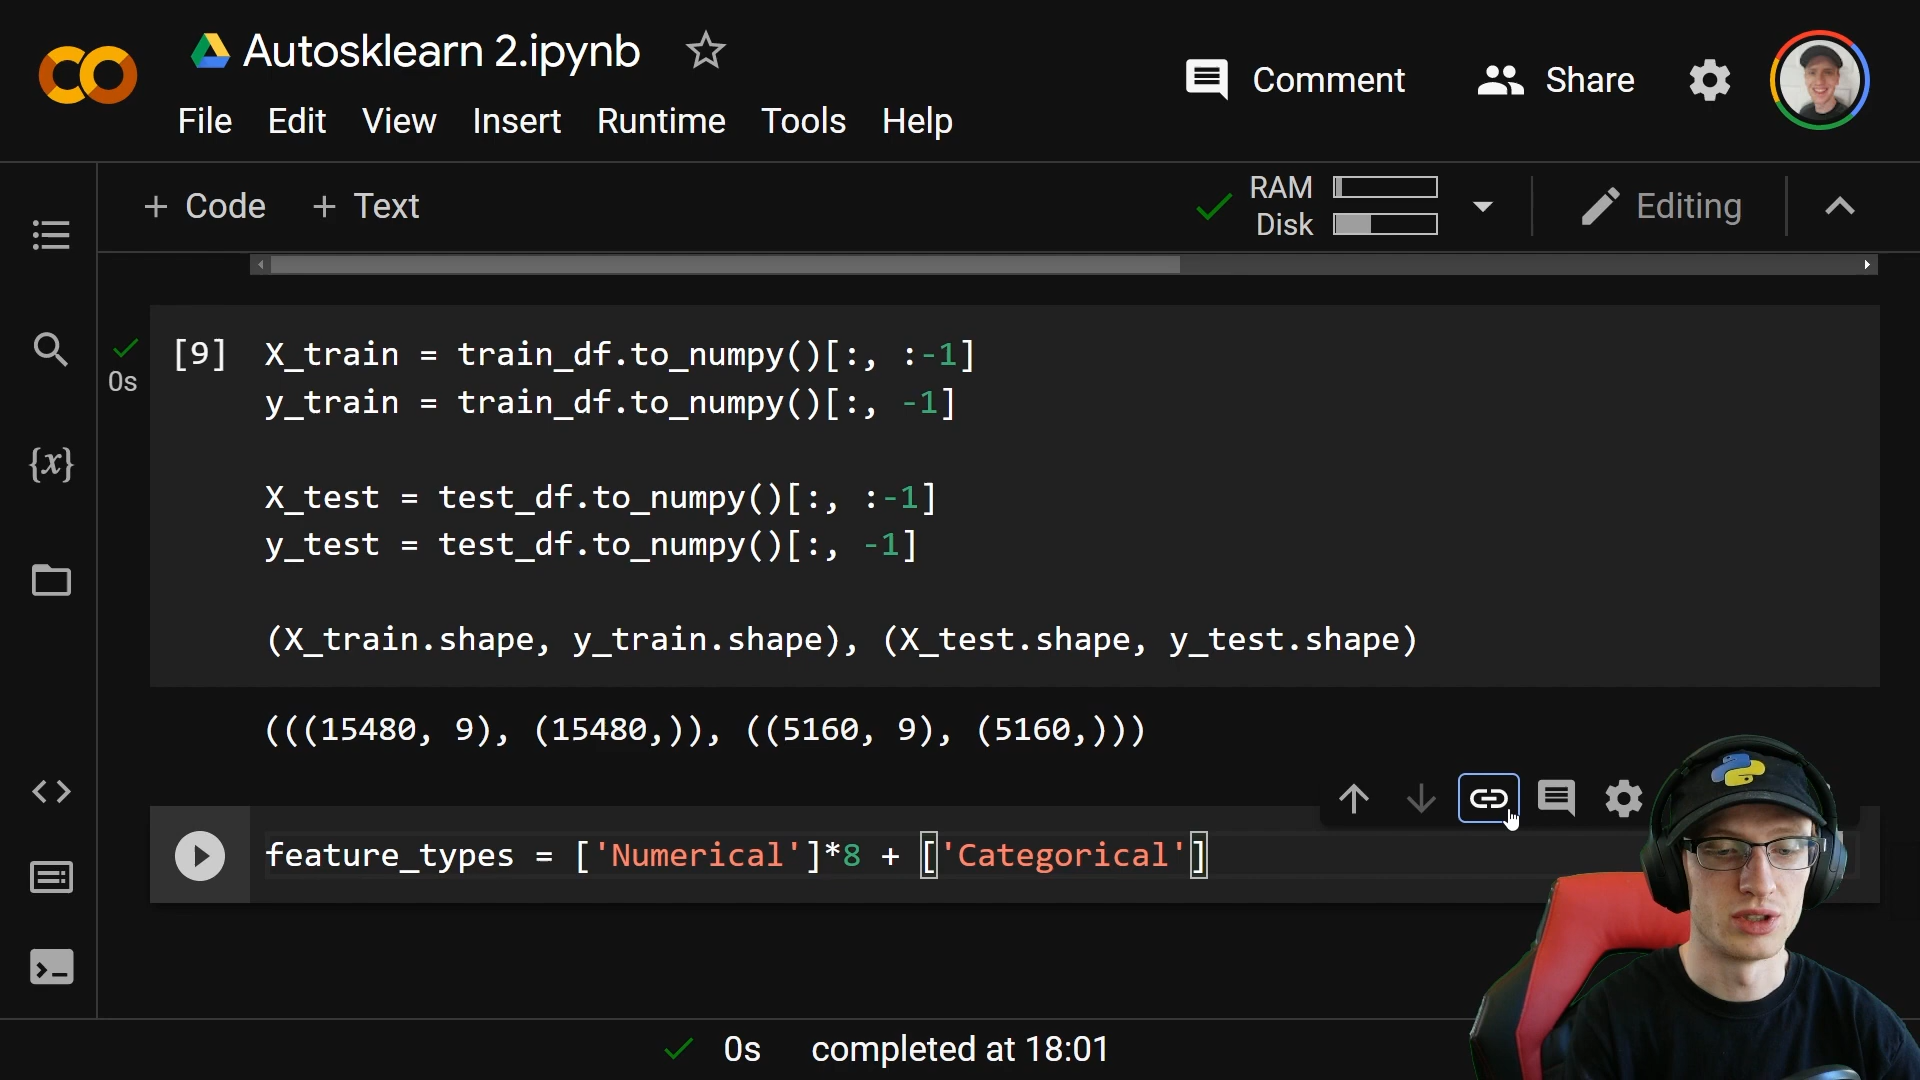 Autosklearn 2.ipynb
Comment
Share
File Edit View Insert Runtime Tools Help
+ Code + Text
RAM
Disk
Editing
[9] X_train = train_df.to_numpy()[:, :-1]
0s
y_train = train_df.to_numpy()[:, -1]
{x}
X_test = test_df.to_numpy()[:, :-1]
y_test = test_df.to_numpy()[:, -1]
(X_train.shape, y_train.shape), (X_test.shape, y_test.shape)
(((15480, 9), (15480,)), ((5160, 9), (5160,)))
feature_types = ['Numerical']*8 + ['Categorical']
0s completed at 18:01